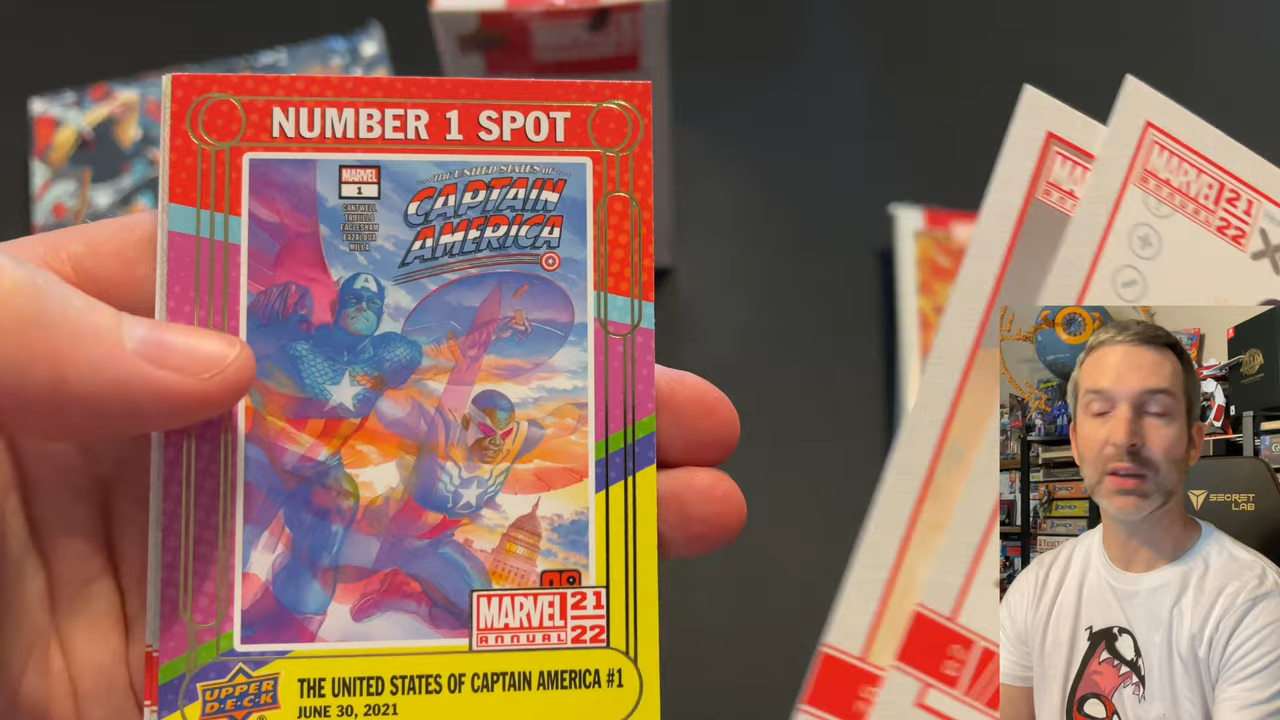 NUMBER 1 SPOT
MARVEL
1
CANTWELL
TRUJILLO
EAGLESHAM
BAZALDUA
MILLA
THE UNITED STATES OF
CAPTAIN
AMERICA
MARVEL 21
ANNUAL 22
UPPER
DECK
THE UNITED STATES OF CAPTAIN AMERICA #1
JUNE 30, 2021
MARVEL 21
ANNUAL 22
SECRET
LAB